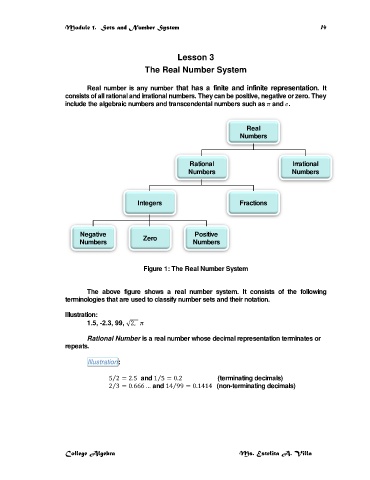 Module 1. Sets and Number System 14
Lesson 3
The Real Number System
Real number is any number that has a finite and infinite representation. It
consists of all rational and irrational numbers. They can be positive, negative or zero. They
include the algebraic numbers and transcendental numbers such as π and e.
Real
Numbers
Rational
Numbers
Irrational
Numbers
Integers
Fractions
Negative
Numbers
Zero
Positive
Numbers
Figure 1: The Real Number System
The above figure shows a real number system. It consists of the following
terminologies that are used to classify number sets and their notation.
Illustration:
1.5, -2.3, 99, √2, π
Rational Number is a real number whose decimal representation terminates or
repeats.
Illustration:
5/2 = 2.5 and 1/5 = 0.2 (terminating decimals)
2/3 = 0.666 … and 14/99 = 0.1414 (non-terminating decimals)
College Algebra Ms. Estelita A. Villa